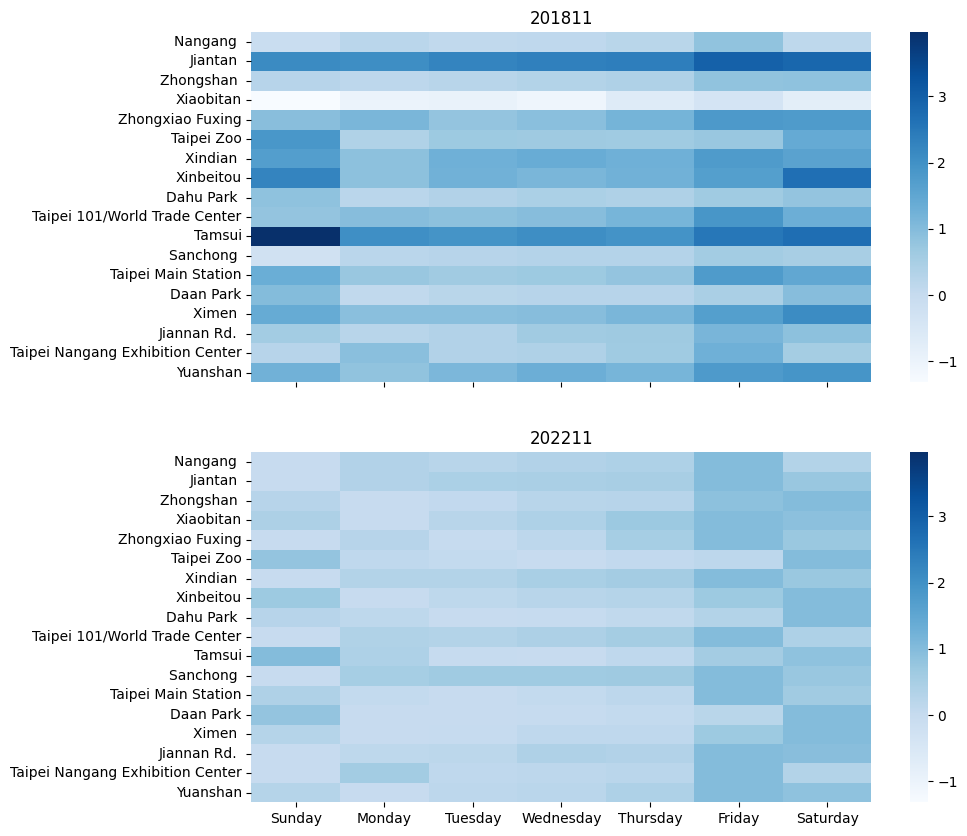 201811
Nangang
Jiantan
Zhongshan
Xiaobitan
Zhongxiao Fuxing
Taipei Zoo
Xindian
Xinbeitou
Dahu Park
Taipei 101/World Trade Center
Tamsui
Sanchong
Taipei Main Station
Daan Park
Ximen
Jiannan Rd.
Taipei Nangang Exhibition Center
Yuanshan
3
2
1
0
−1
202211
Nangang
Jiantan
Zhongshan
Xiaobitan
Zhongxiao Fuxing
Taipei Zoo
Xindian
Xinbeitou
Dahu Park
Taipei 101/World Trade Center
Tamsui
Sanchong
Taipei Main Station
Daan Park
Ximen
Jiannan Rd.
Taipei Nangang Exhibition Center
Yuanshan
3
2
1
0
−1
Sunday Monday Tuesday Wednesday Thursday Friday Saturday